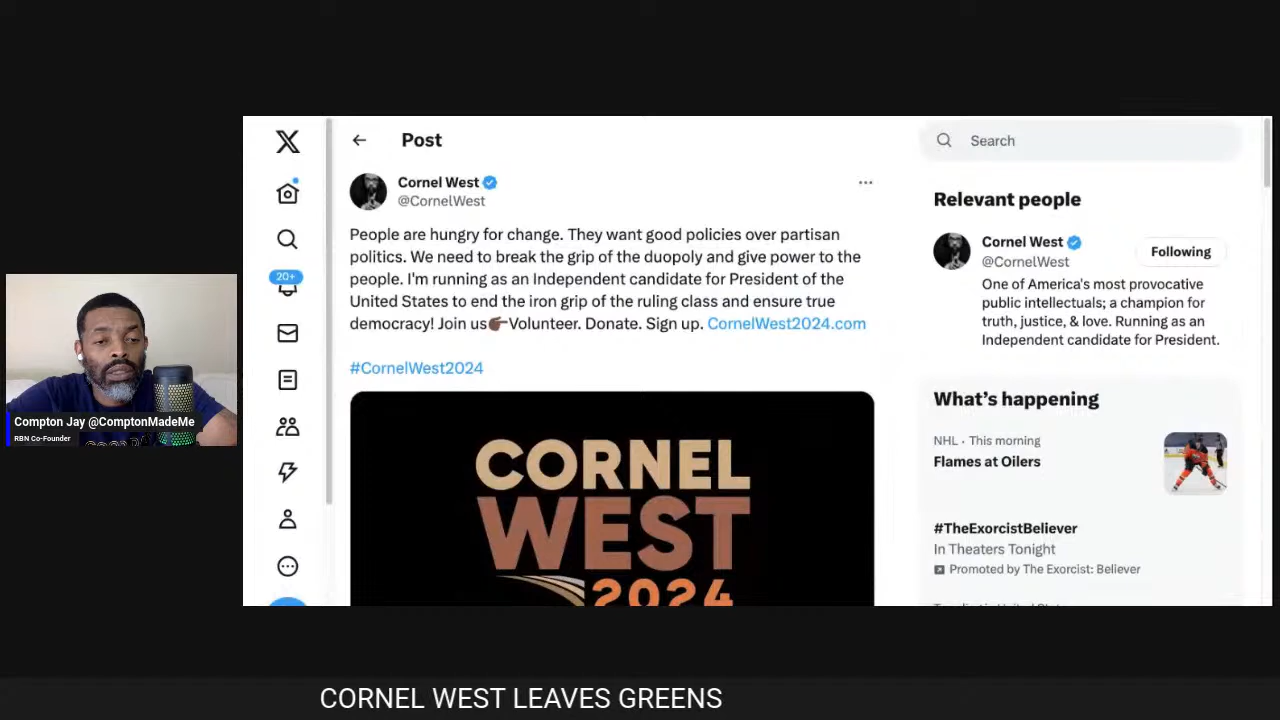 Post
Search
Cornel West
@CornelWest
People are hungry for change. They want good policies over partisan
politics. We need to break the grip of the duopoly and give power to the
people. I'm running as an Independent candidate for President of the
United States to end the iron grip of the ruling class and ensure true
democracy! Join us👉🏿Volunteer. Donate. Sign up. CornelWest2024.com
#CornelWest2024
CORNEL
WEST
2024
20+
Relevant people
Cornel West
@CornelWest
Following
One of America's most provocative
public intellectuals; a champion for
truth, justice, & love. Running as an
Independent candidate for President.
What's happening
NHL · This morning
Flames at Oilers
#TheExorcistBeliever
In Theaters Tonight
Promoted by The Exorcist: Believer
Compton Jay @ComptonMadeMe
RBN Co-Founder
CORNEL WEST LEAVES GREENS